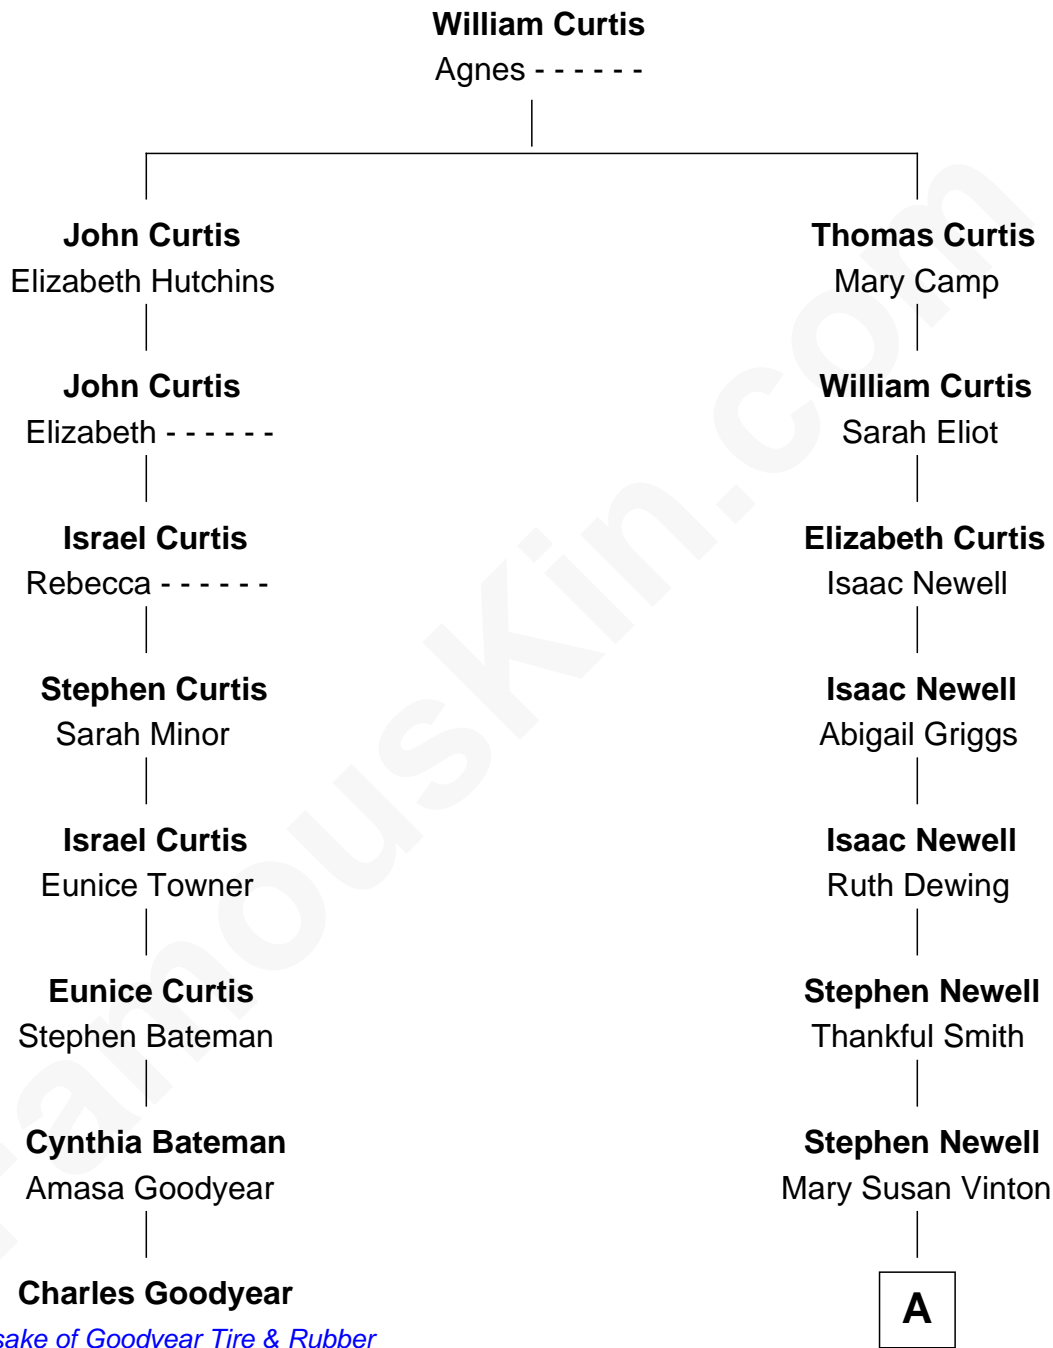 William Curtis
Agnes - - - - - -
John Curtis
Elizabeth Hutchins
Thomas Curtis
Mary Camp
John Curtis
Elizabeth - - - - - -
William Curtis
Sarah Eliot
Israel Curtis
Rebecca - - - - - -
Elizabeth Curtis
Isaac Newell
Stephen Curtis
Sarah Minor
Isaac Newell
Abigail Griggs
Israel Curtis
Eunice Towner
Isaac Newell
Ruth Dewing
Eunice Curtis
Stephen Bateman
Stephen Newell
Thankful Smith
Cynthia Bateman
Amasa Goodyear
Stephen Newell
Mary Susan Vinton
Charles Goodyear
sake of Goodyear Tire & Rubber
A
FamousKin.com